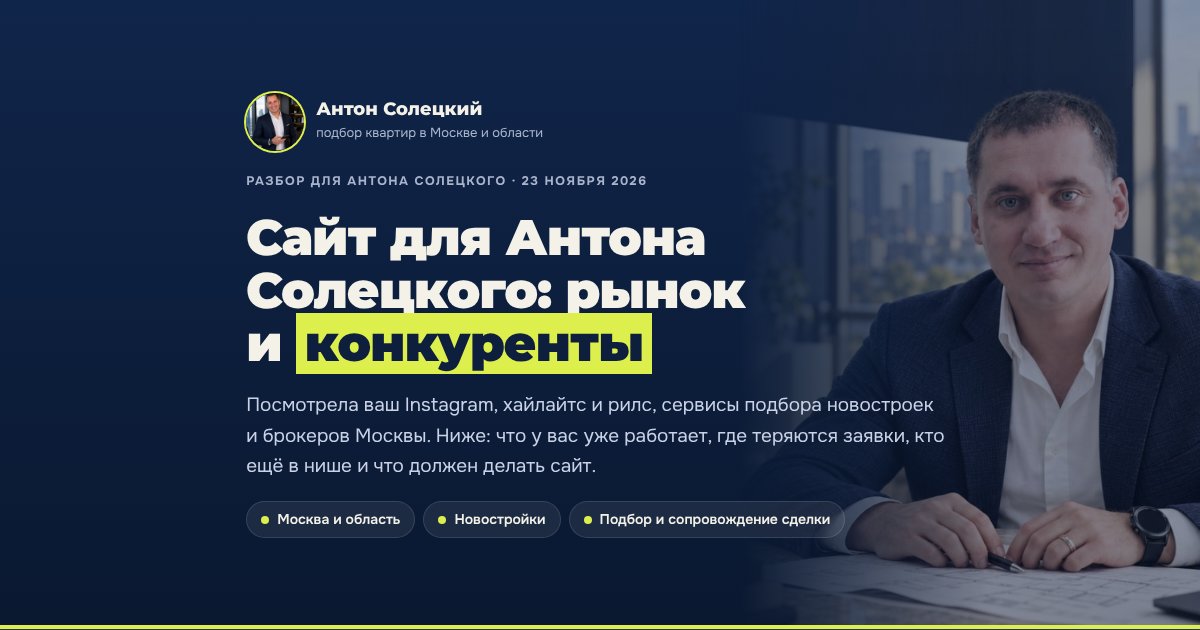 Антон Солецкий
подбор квартир в Москве и области
РАЗБОР ДЛЯ АНТОНА СОЛЕЦКОГО · 23 НОЯБРЯ 2026
Сайт для Антона
Солецкого: рынок
и конкуренты
Посмотрела ваш Instagram, хайлайтс и рилс, сервисы подбора новостроек
и брокеров Москвы. Ниже: что у вас уже работает, где теряются заявки, кто
ещё в нише и что должен делать сайт.
Москва и область
Новостройки
Подбор и сопровождение сделки